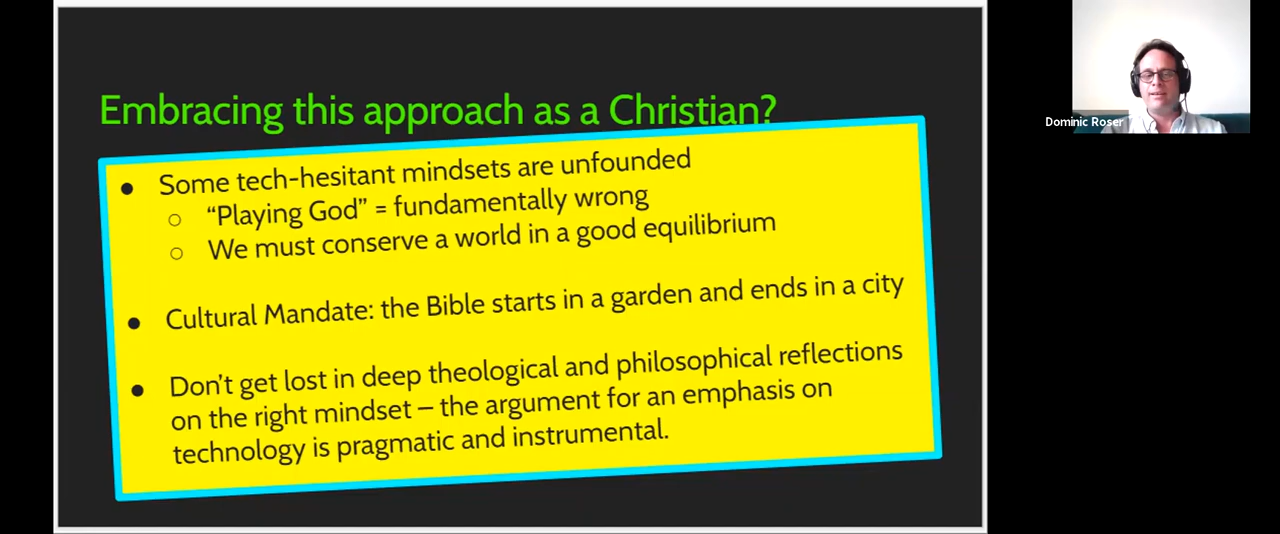 Embracing this approach as a Christian?
● Some tech-hesitant mindsets are unfounded
○ “Playing God” = fundamentally wrong
○ We must conserve a world in a good equilibrium
● Cultural Mandate: the Bible starts in a garden and ends in a city
● Don’t get lost in deep theological and philosophical reflections
on the right mindset – the argument for an emphasis on
technology is pragmatic and instrumental.
Dominic Roser